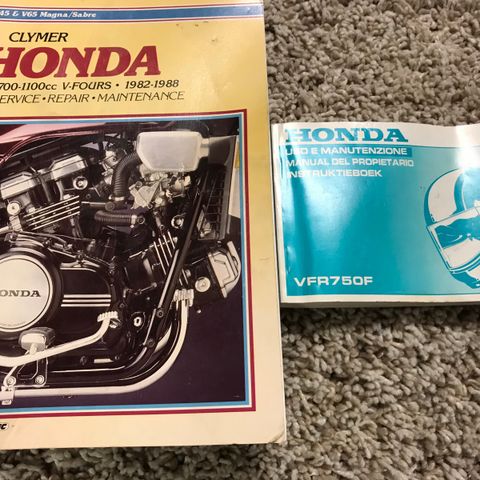 45 & V65 Magna/Sabre
CLYMER
HONDA
700-1100cc V-FOURS • 1982-1988
SERVICE • REPAIR • MAINTENANCE
HONDA
HONDA
USO E MANUTENZIONE
MANUAL DEL PROPIETARIO
INSTRUKTIEBOEK
VFR750F